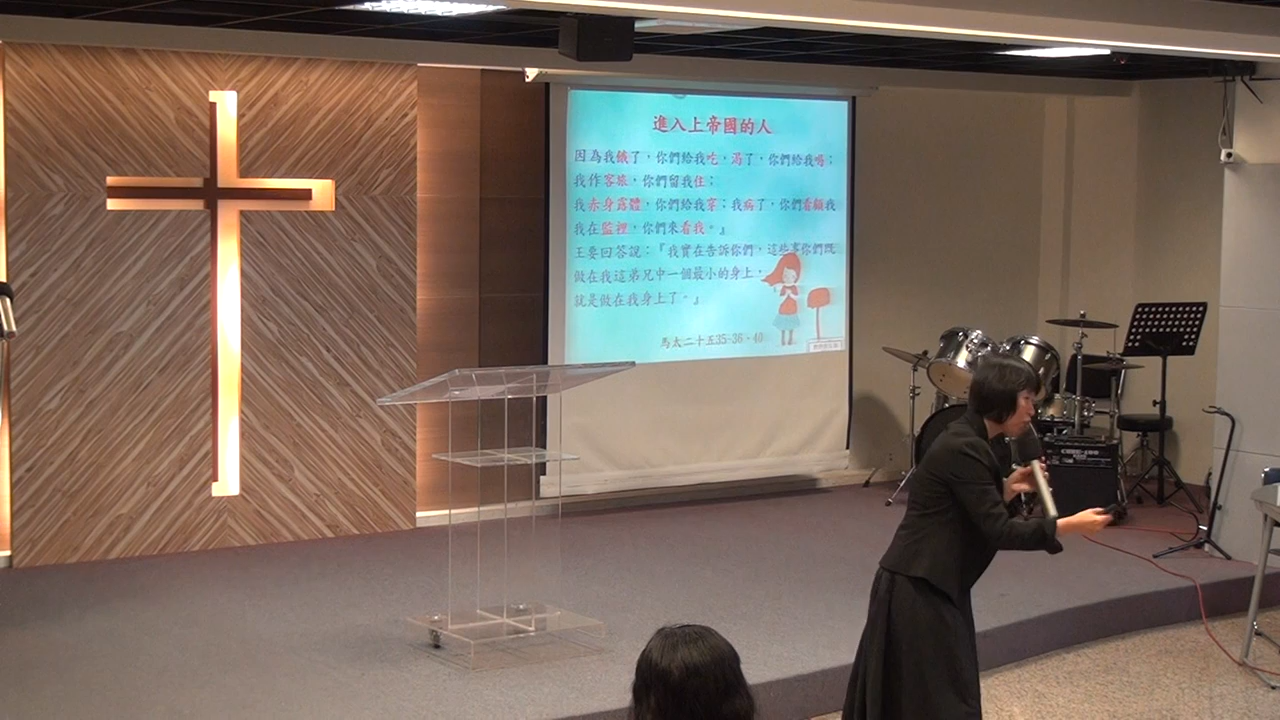 進入上帝國的人
因為我餓了，你們給我吃，渴了，你們給我喝；
我作客旅，你們留我住；
我赤身露體，你們給我穿；我病了，你們看顧我
我在監裡，你們來看我。』
王要回答說：『我實在告訴你們，這些事你們既
做在我這弟兄中一個最小的身上，
就是做在我身上了。』
馬太二十五35-36、40
CUBE-100